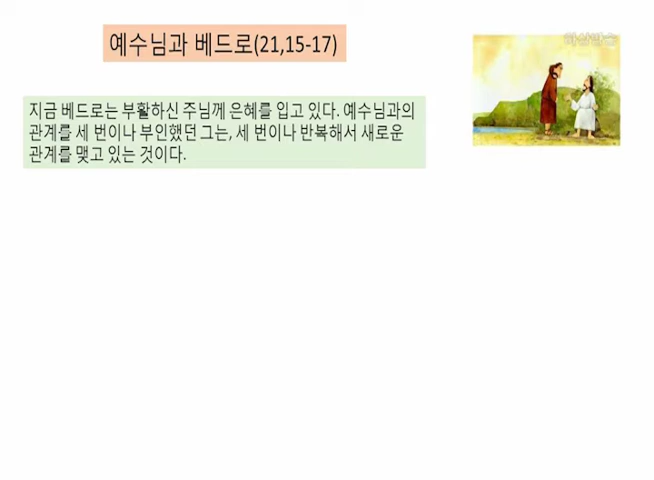 예수님과 베드로(21,15-17)
지금 베드로는 부활하신 주님께 은혜를 입고 있다. 예수님과의
관계를 세 번이나 부인했던 그는, 세 번이나 반복해서 새로운
관계를 맺고 있는 것이다.